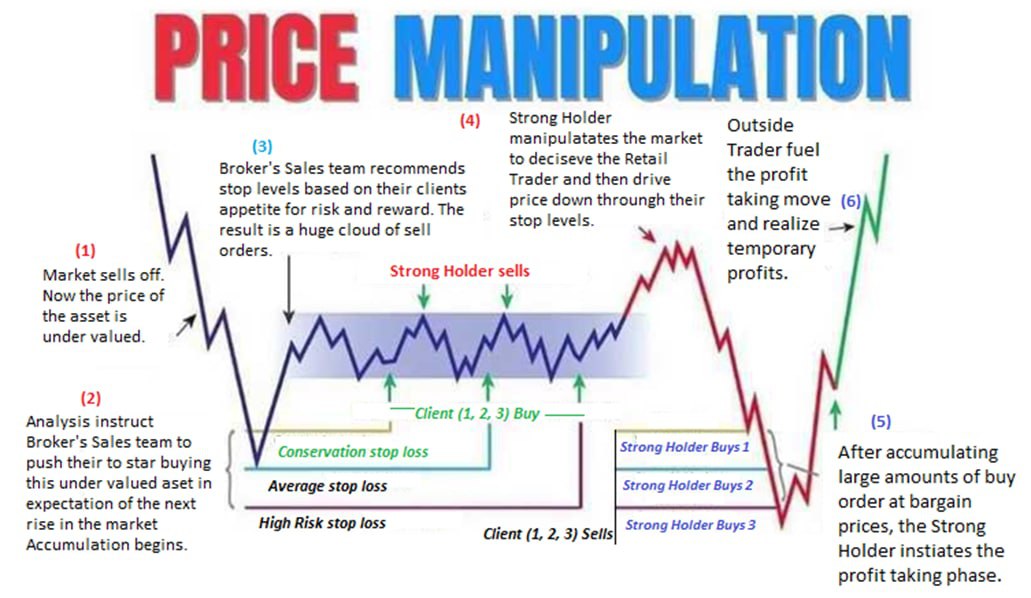 PRICE MANIPULATION
(1)
Market sells off.
Now the price of
the asset is
under valued.
(2)
Analysis instruct
Broker's Sales team to
push their to star buying
this under valued aset in
expectation of the next
rise in the market
Accumulation begins.
(3)
Broker's Sales team recommends
stop levels based on their clients
appetite for risk and reward. The
result is a huge cloud of sell
orders.
(4)
Strong Holder
manipulatates the market
to deciseve the Retail
Trader and then drive
price down through their
stop levels.
Outside
Trader fuel
the profit
taking move
and realize
temporary
profits.
(6)
Strong Holder sells
Client (1, 2, 3) Buy
Conservation stop loss
Average stop loss
High Risk stop loss
Client (1, 2, 3) Sells
Strong Holder Buys 1
Strong Holder Buys 2
Strong Holder Buys 3
(5)
After accumulating
large amounts of buy
order at bargain
prices, the Strong
Holder instiates the
profit taking phase.